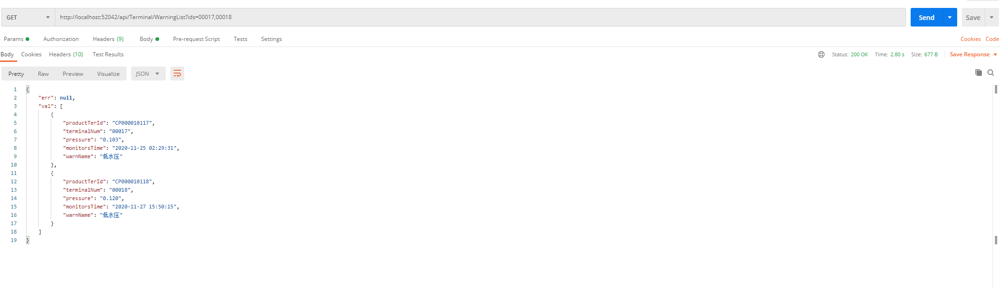 GET http://localhost:52042/api/Terminal/WarningList?ids=00017,00018 Send Save
Params Authorization Headers (9) Body Pre-request Script Tests Settings Cookies Code
Body Cookies Headers (10) Test Results Status: 200 OK Time: 2.80 s Size: 677 B Save Response
Pretty Raw Preview Visualize JSON
1 {
2 "err": null,
3 "val": [
4 {
5 "productTerId": "CP000010117",
6 "terminalNum": "00017",
7 "pressure": "0.103",
8 "monitorsTime": "2020-11-25 02:29:31",
9 "warnName": "低水压"
10 },
11 {
12 "productTerId": "CP000010118",
13 "terminalNum": "00018",
14 "pressure": "0.120",
15 "monitorsTime": "2020-11-27 15:50:15",
16 "warnName": "低水压"
17 }
18 ]
19 }